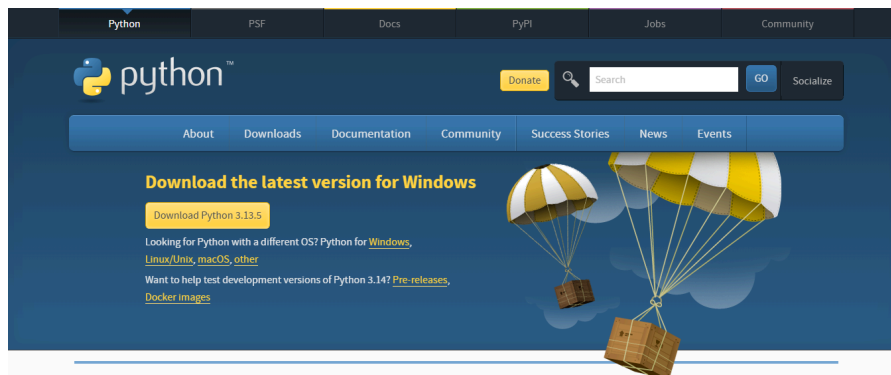 Python PSF Docs PyPI Jobs Community
python™
Donate Search GO Socialize
About Downloads Documentation Community Success Stories News Events
Download the latest version for Windows
Download Python 3.13.5
Looking for Python with a different OS? Python for Windows,
Linux/Unix, macOS, other
Want to help test development versions of Python 3.14? Pre-releases,
Docker images